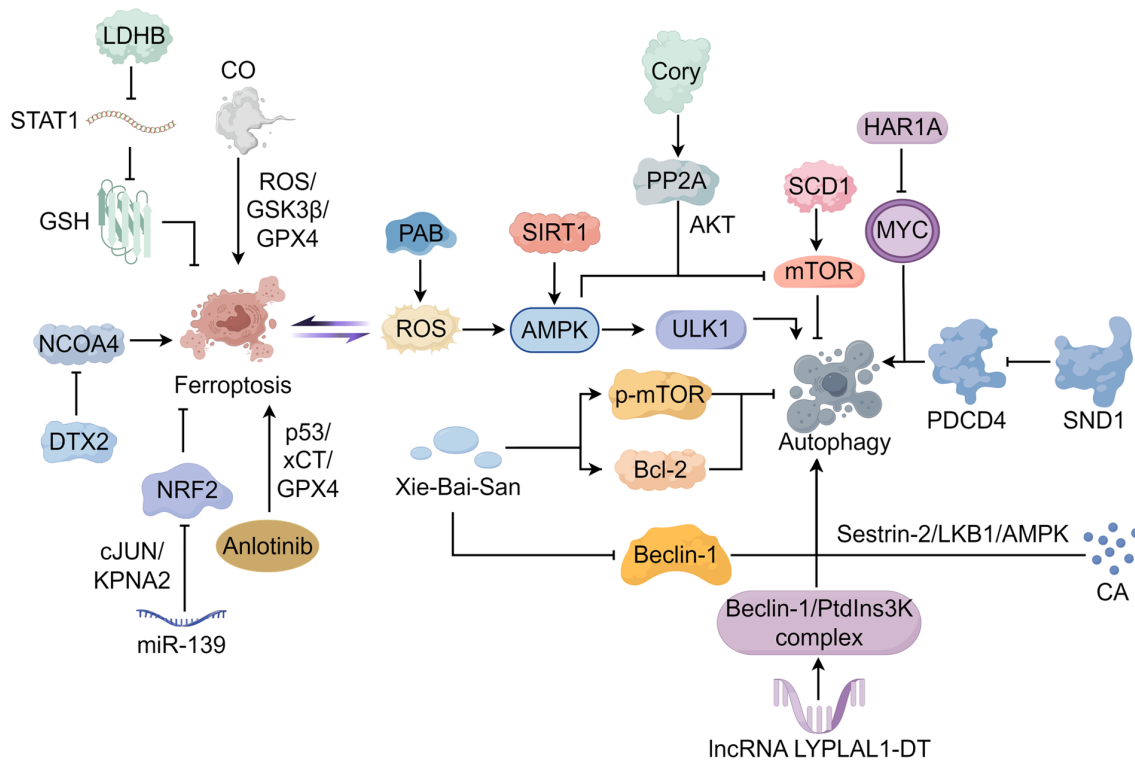 LDHB
CO
Cory
STAT1
HAR1A
ROS/
GSK3β/
GPX4
PP2A
SCD1
GSH
AKT
PAB
SIRT1
MYC
mTOR
NCOA4
ROS
AMPK
ULK1
Ferroptosis
p-mTOR
PDCD4
SND1
DTX2
p53/
xCT/
GPX4
Autophagy
Bcl-2
NRF2
Xie-Bai-San
Anlotinib
Sestrin-2/LKB1/AMPK
cJUN/
KPNA2
Beclin-1
CA
Beclin-1/PtdIns3K
complex
miR-139
lncRNA LYPLAL1-DT